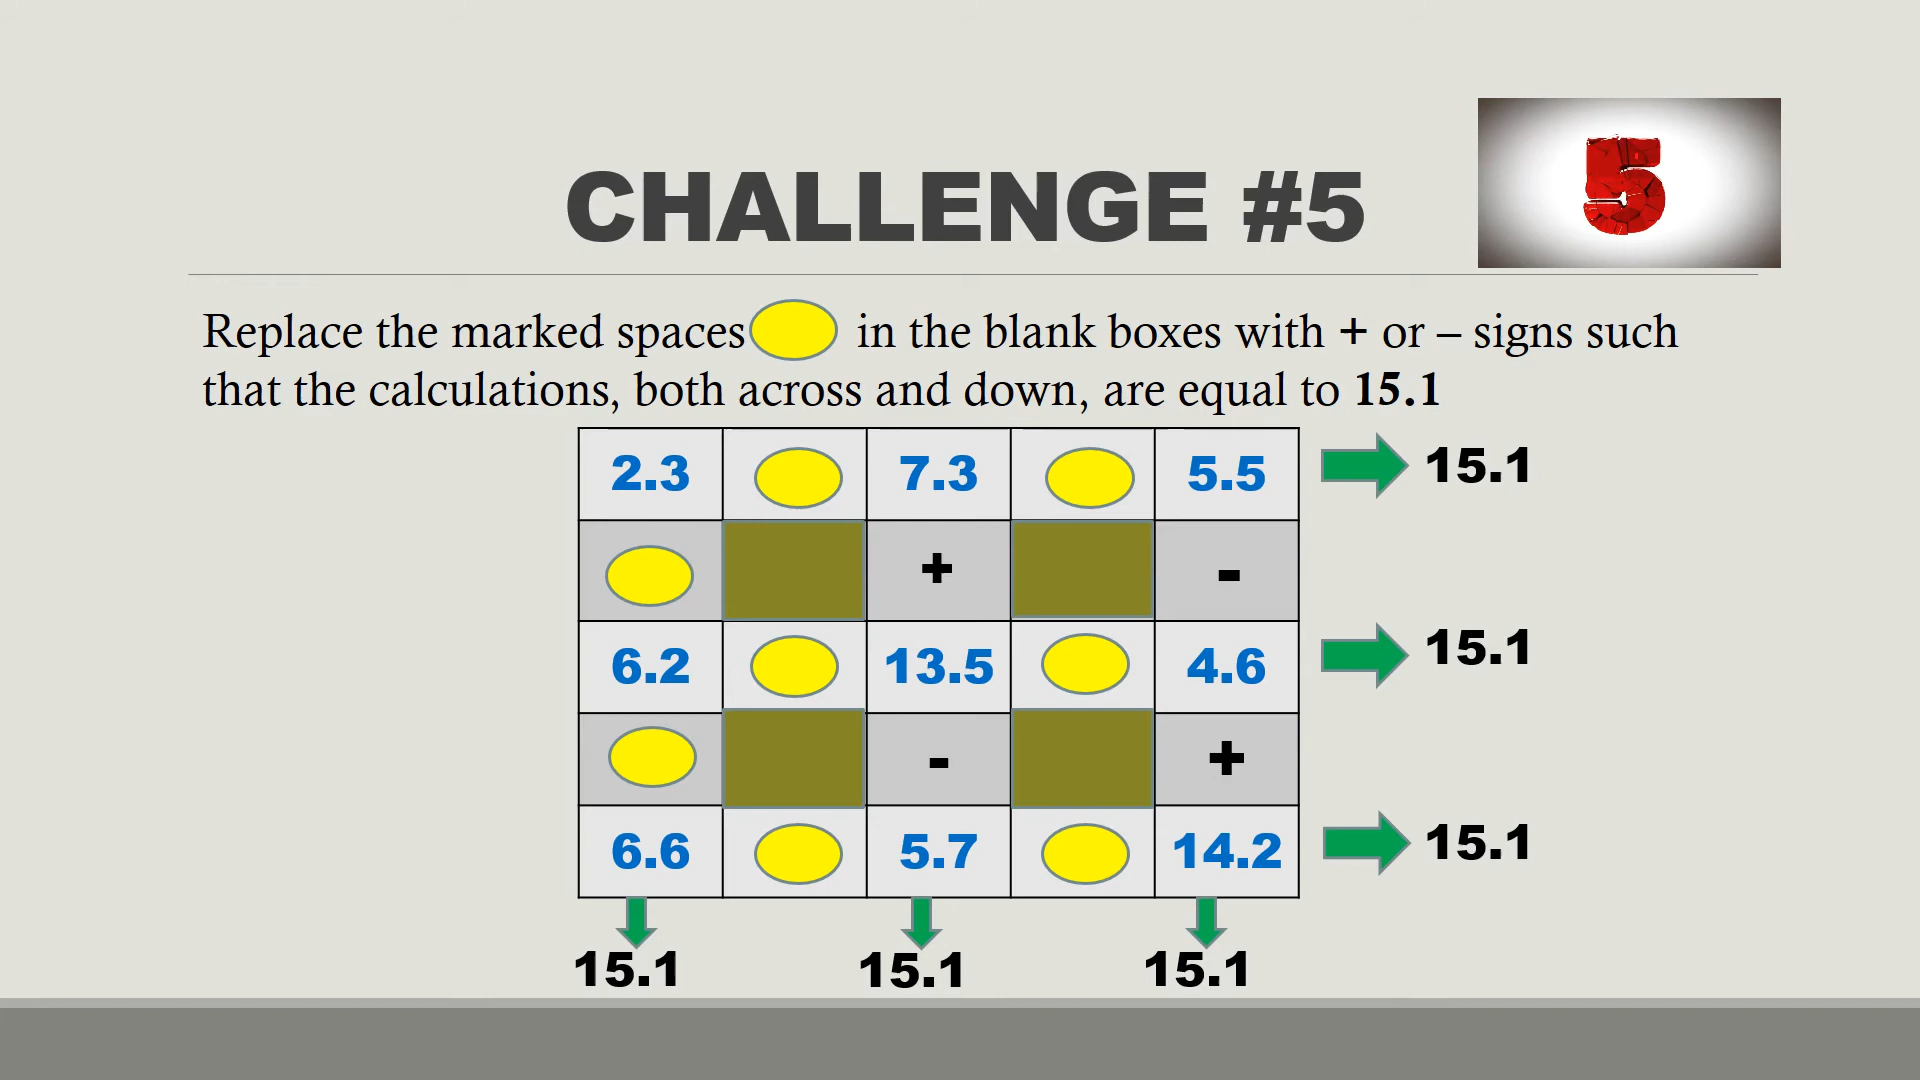 CHALLENGE #5
5
Replace the marked spaces in the blank boxes with + or – signs such
that the calculations, both across and down, are equal to 15.1
2.3 7.3 5.5 15.1
+ -
6.2 13.5 4.6 15.1
- +
6.6 5.7 14.2 15.1
15.1 15.1 15.1